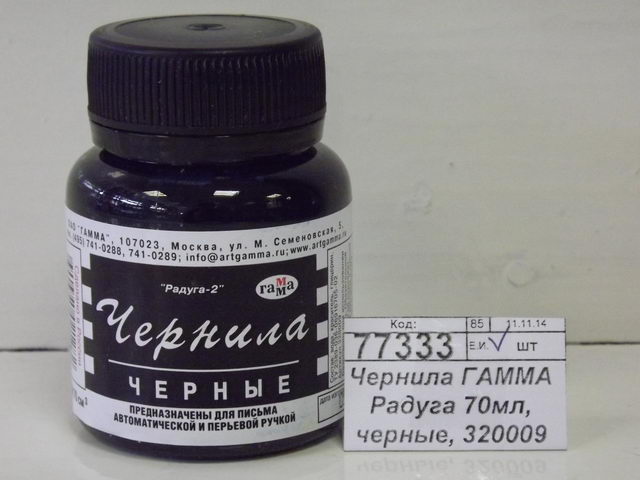 ОАО "ГАММА", 107023, Москва, ул. М. Семеновская, 5,
(495) 741-0288, 741-0289; info@artgamma.ru; www.artgamma.ru
"Радуга-2"
гаММа
Чернила
ЧЕРНЫЕ
ПРЕДНАЗНАЧЕНЫ ДЛЯ ПИСЬМА
АВТОМАТИЧЕСКОЙ И ПЕРЬЕВОЙ РУЧКОЙ
Код: 85 11.11.14
77333 Е.И. шт
Чернила ГАММА
Радуга 70мл,
черные, 320009